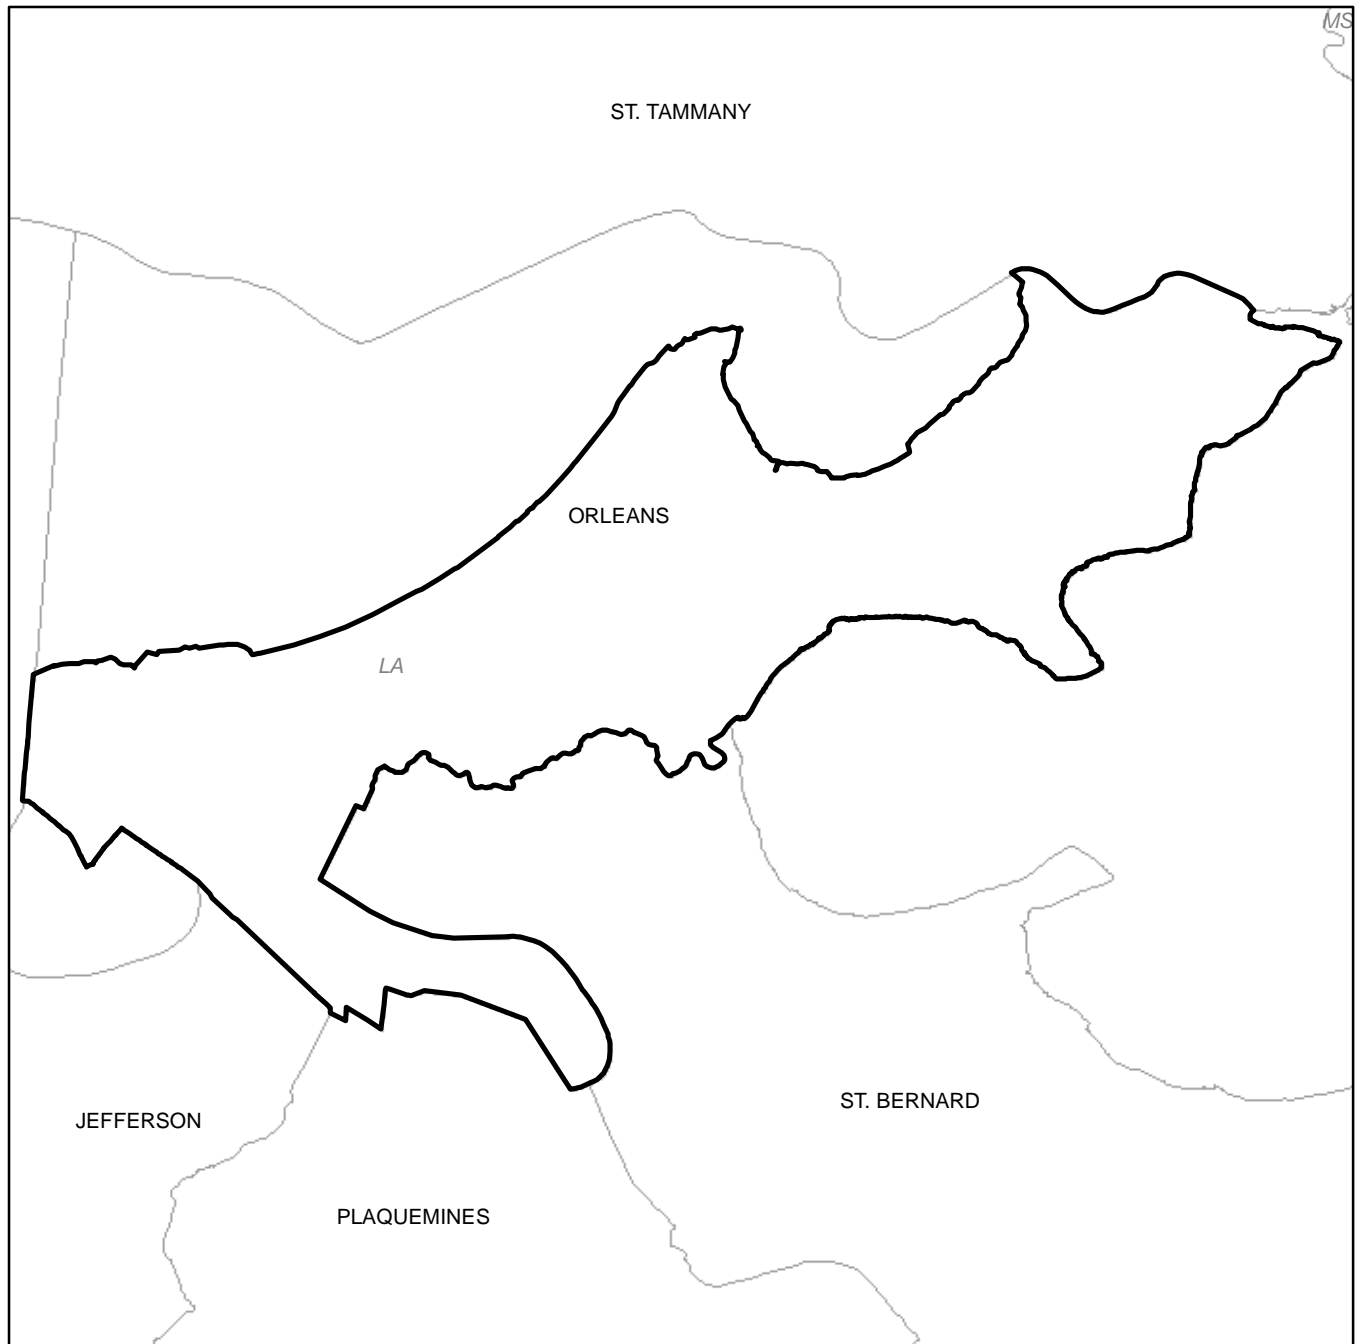 MS
ST. TAMMANY
ORLEANS
LA
ST. BERNARD
JEFFERSON
PLAQUEMINES